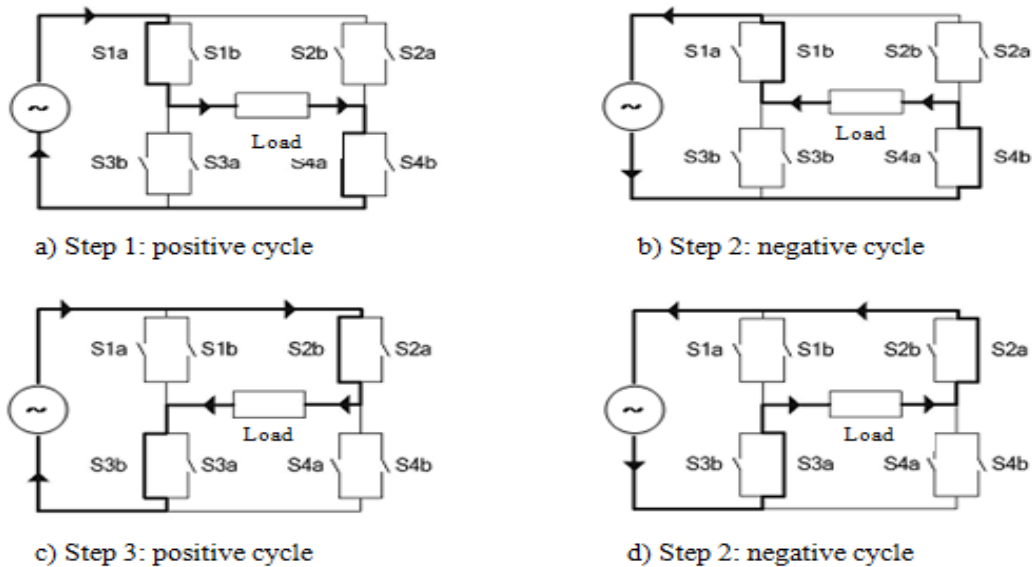 S1a S1b S2b S2a
~
Load
S3b S3a S4a S4b
a) Step 1: positive cycle
S1a S1b S2b S2a
~
Load
S3b S3b S4a S4b
b) Step 2: negative cycle
S1a S1b S2b S2a
~
Load
S3b S3a S4a S4b
c) Step 3: positive cycle
S1a S1b S2b S2a
~
Load
S3b S3a S4a S4b
d) Step 2: negative cycle